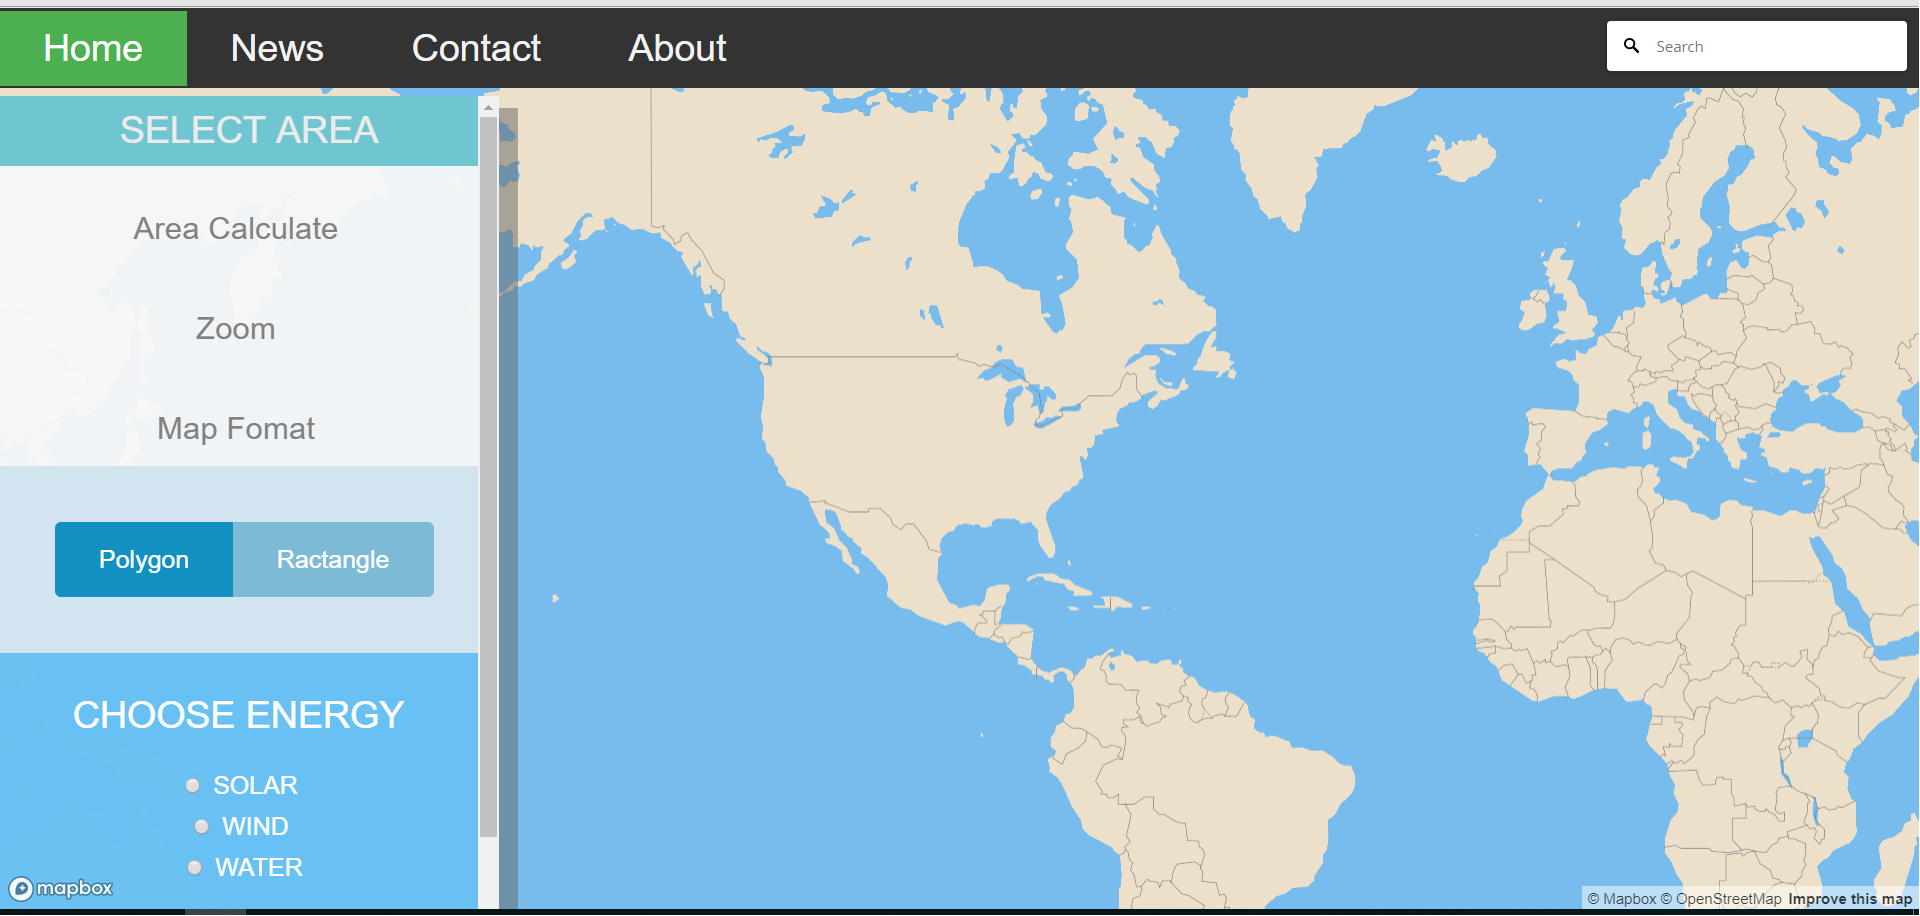 Home News Contact About Search
SELECT AREA
Area Calculate
Zoom
Map Fomat
Polygon Ractangle
CHOOSE ENERGY
SOLAR
WIND
WATER
mapbox
© Mapbox © OpenStreetMap Improve this map